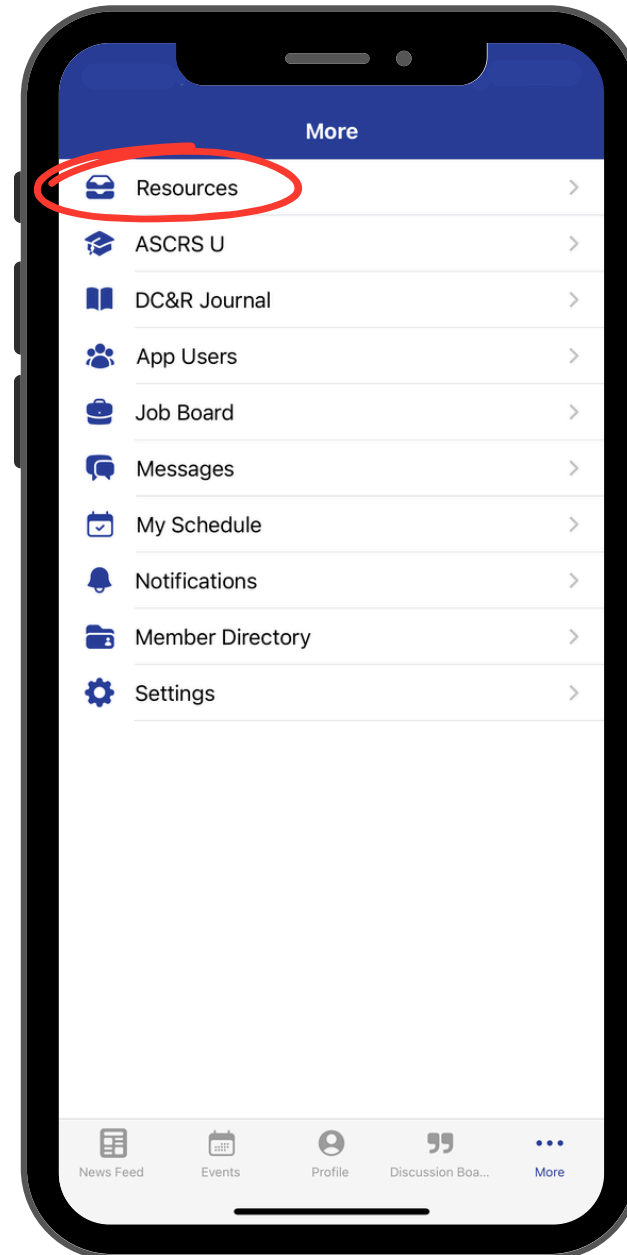 More
Resources
ASCRS U
DC&R Journal
App Users
Job Board
Messages
My Schedule
Notifications
Member Directory
Settings
News Feed
Events
Profile
Discussion Boa...
More